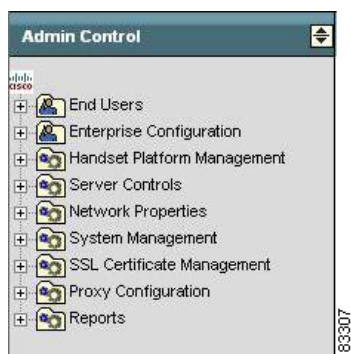 Admin Control
cisco
End Users
Enterprise Configuration
Handset Platform Management
Server Controls
Network Properties
System Management
SSL Certificate Management
Proxy Configuration
Reports
83307